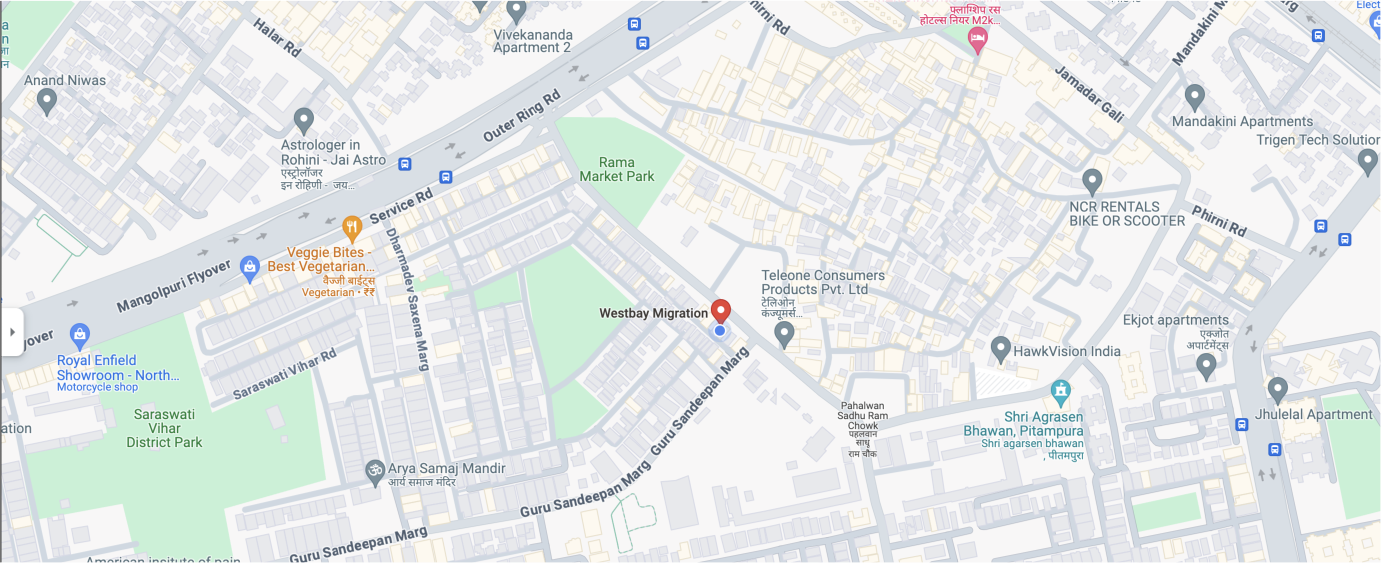 Halar Rd
Vivekananda
Apartment 2
Phirni Rd
फ्लाग्शिप रस
होटल्स नियर M2k...
Mandakini
Marg
Elect
Anand Niwas
Outer Ring Rd
Jamadar Gali
Astrologer in
Rohini - Jai Astro
एस्ट्रोलॉजर
इन रोहिणी - जय...
Mandakini Apartments
Trigen Tech Solution
Rama
Market Park
Service Rd
NCR RENTALS
BIKE OR SCOOTER
Phirni Rd
Veggie Bites -
Best Vegetarian...
वैज्जी बाईट्स
Vegetarian • ₹₹
Dharmadev Saxena Marg
Mangolpuri Flyover
Teleone Consumers
Products Pvt. Ltd
टेलिओन
कंज्यूमर्स...
Westbay Migration
Ekjot apartments
एक्जोत
अपार्टमेंट्स
yover
HawkVision India
Royal Enfield
Showroom - North...
Motorcycle shop
Saraswati Vihar Rd
Guru Sandeepan Marg
Saraswati
Vihar
District Park
Pahalwan
Sadhu Ram
Chowk
पहलवान
साधु
राम चौक
Shri Agrasen
Bhawan, Pitampura
Shri agarsen bhawan
, पीतमपुरा
Jhulelal Apartment
ation
Arya Samaj Mandir
आर्य समाज मंदिर
Guru Sandeepan Marg
Guru Sandeepan Marg
American insitute of pain